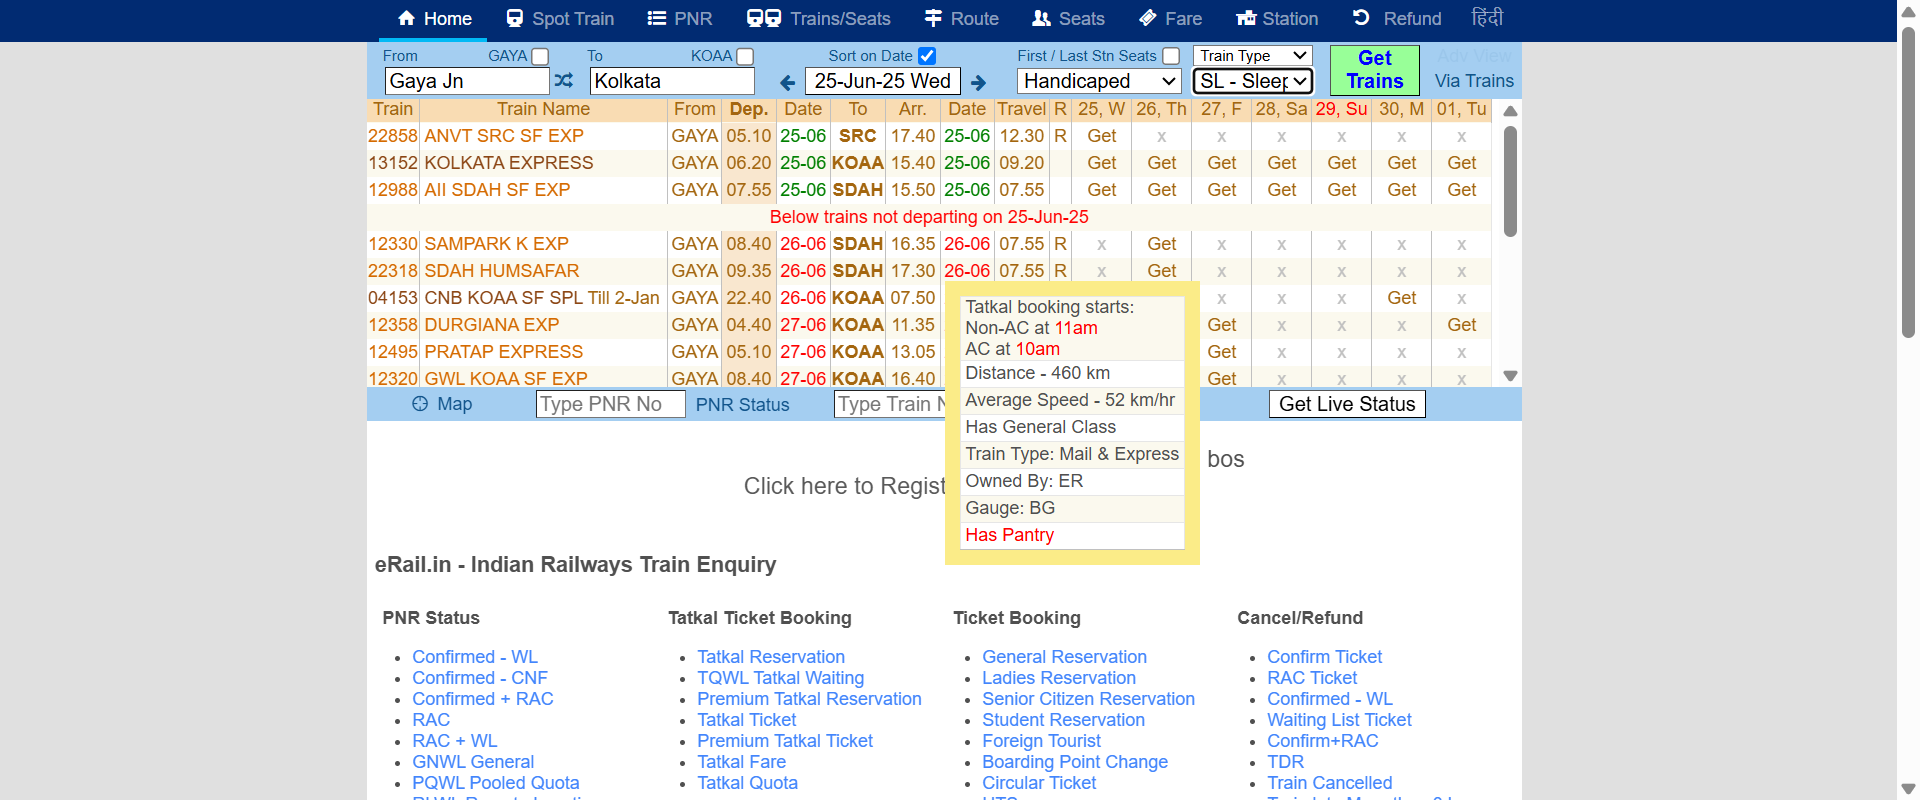 Home Spot Train PNR Trains/Seats Route Seats Fare Station Refund हिंदी
From GAYA To KOAA Sort on Date First / Last Stn Seats Train Type Get Trains Adv View
Gaya Jn Kolkata 25-Jun-25 Wed Handicaped SL - Sleep Via Trains
Train Train Name From Dep. Date To Arr. Date Travel R 25, W 26, Th 27, F 28, Sa 29, Su 30, M 01, Tu
22858 ANVT SRC SF EXP GAYA 05.10 25-06 SRC 17.40 25-06 12.30 R Get x x x x x x
13152 KOLKATA EXPRESS GAYA 06.20 25-06 KOAA 15.40 25-06 09.20 Get Get Get Get Get Get Get
12988 AII SDAH SF EXP GAYA 07.55 25-06 SDAH 15.50 25-06 07.55 Get Get Get Get Get Get Get
Below trains not departing on 25-Jun-25
12330 SAMPARK K EXP GAYA 08.40 26-06 SDAH 16.35 26-06 07.55 R x Get x x x x x
22318 SDAH HUMSAFAR GAYA 09.35 26-06 SDAH 17.30 26-06 07.55 R x Get x x x x x
04153 CNB KOAA SF SPL Till 2-Jan GAYA 22.40 26-06 KOAA 07.50 x x x Get x
12358 DURGIANA EXP GAYA 04.40 27-06 KOAA 11.35 Get x x x Get
12495 PRATAP EXPRESS GAYA 05.10 27-06 KOAA 13.05 Get x x x x
12320 GWL KOAA SF EXP GAYA 08.40 27-06 KOAA 16.40 Get x x x x
Tatkal booking starts:
Non-AC at 11am
AC at 10am
Distance - 460 km
Average Speed - 52 km/hr
Has General Class
Train Type: Mail & Express
Owned By: ER
Gauge: BG
Has Pantry
Map Type PNR No PNR Status Type Train Get Live Status
bos
Click here to Regist
eRail.in - Indian Railways Train Enquiry
PNR Status
Confirmed - WL
Confirmed - CNF
Confirmed + RAC
RAC
RAC + WL
GNWL General
PQWL Pooled Quota
Tatkal Ticket Booking
Tatkal Reservation
TQWL Tatkal Waiting
Premium Tatkal Reservation
Tatkal Ticket
Premium Tatkal Ticket
Tatkal Fare
Tatkal Quota
Ticket Booking
General Reservation
Ladies Reservation
Senior Citizen Reservation
Student Reservation
Foreign Tourist
Boarding Point Change
Circular Ticket
Cancel/Refund
Confirm Ticket
RAC Ticket
Confirmed - WL
Waiting List Ticket
Confirm+RAC
TDR
Train Cancelled